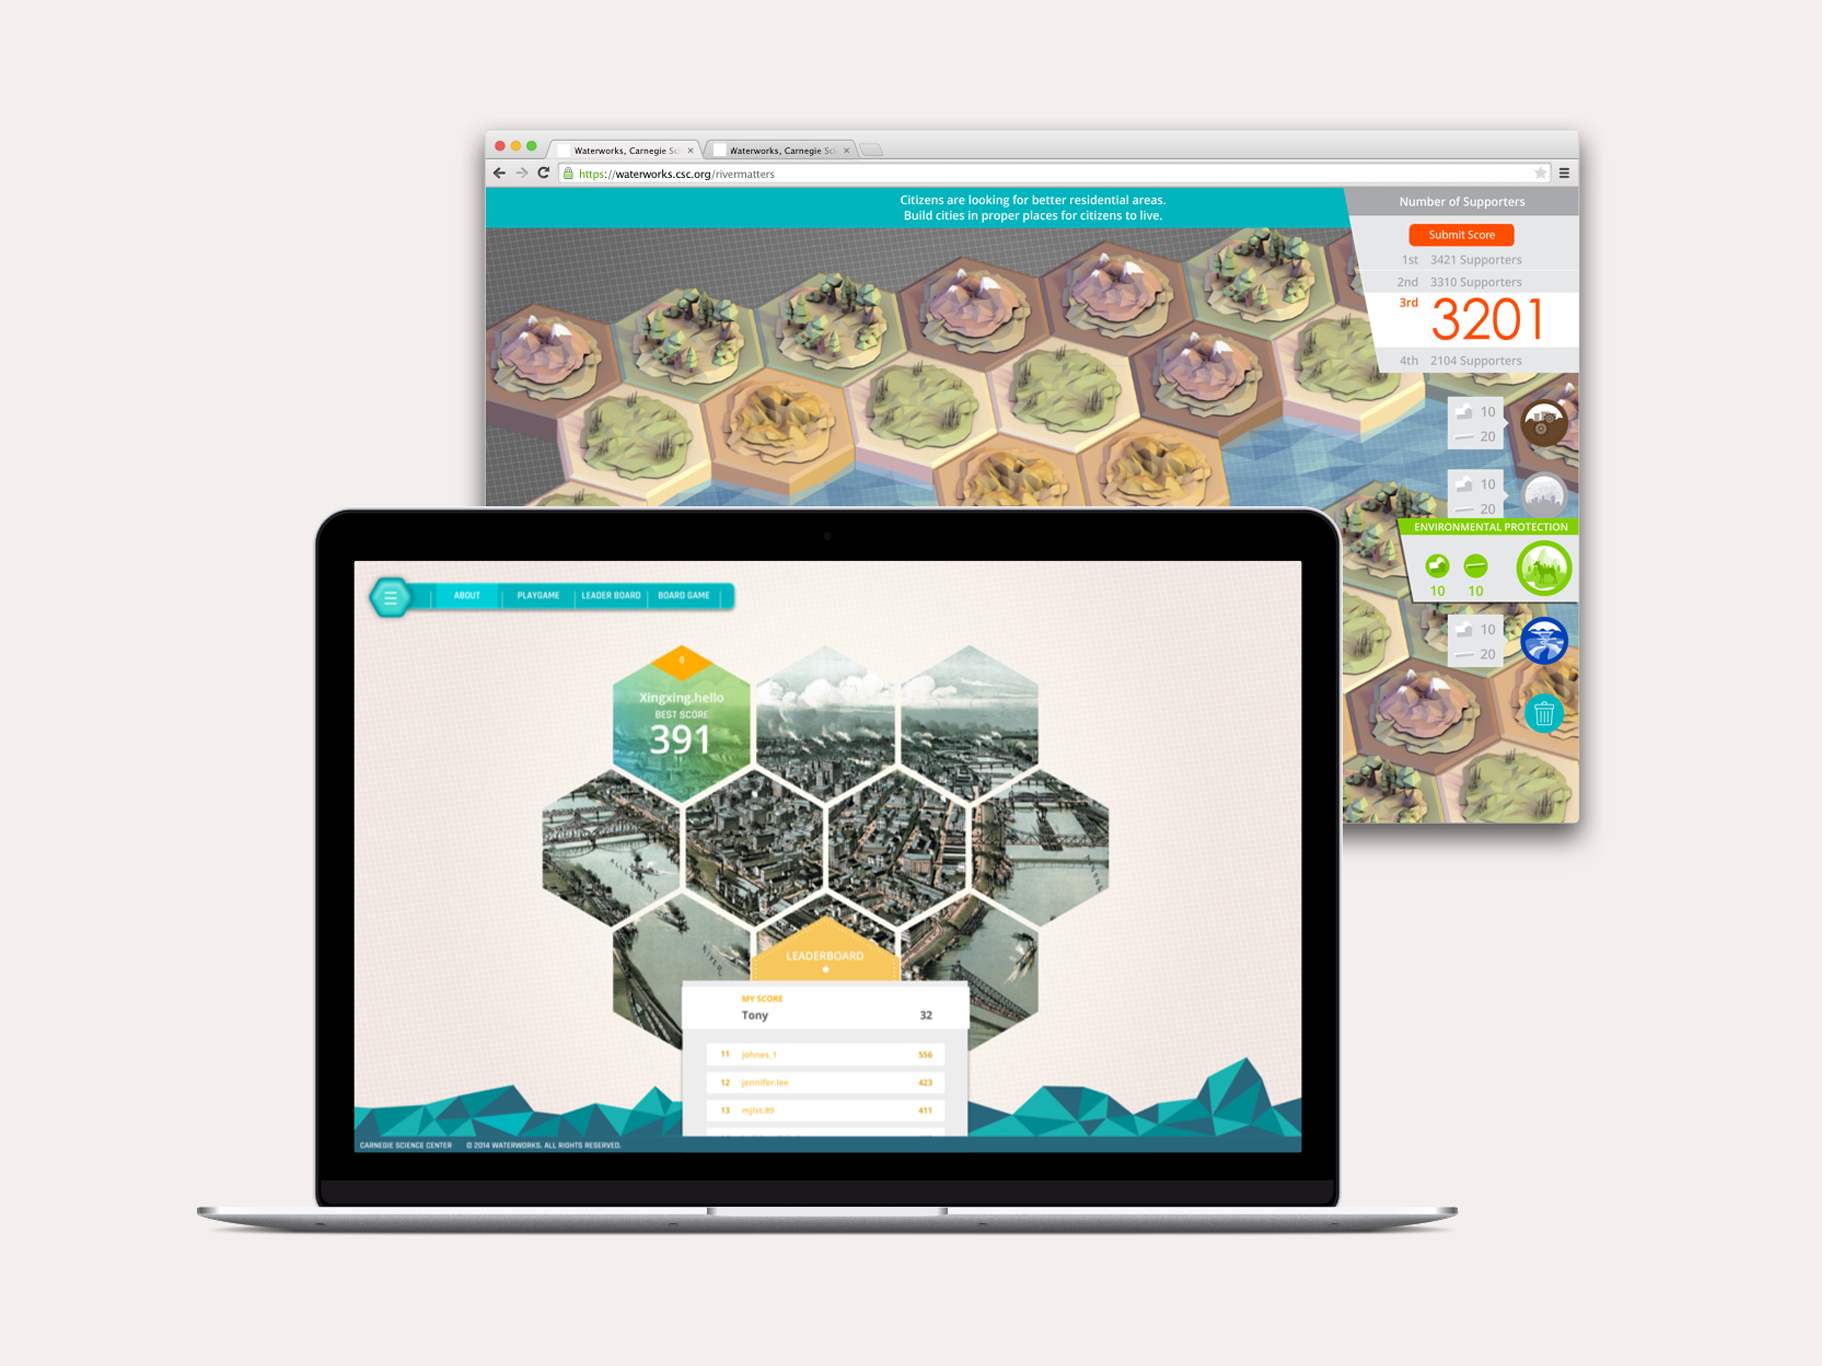 Waterworks, Carnegie Sci
Waterworks, Carnegie Sci
https://waterworks.csc.org/rivermatters
Citizens are looking for better residential areas.
Build cities in proper places for citizens to live.
Number of Supporters
Submit Score
1st 3421 Supporters
2nd 3310 Supporters
3rd 3201
4th 2104 Supporters
10
20
10
20
ENVIRONMENTAL PROTECTION
10 10
10
20
ABOUT PLAYGAME LEADER BOARD BOARD GAME
Xingxing.hello
BEST SCORE
391
ALLEGHENY
RIVER
LEADERBOARD
MY SCORE
Tony 32
11 johnes_1 556
12 jennifer.lee 423
13 mjlst.89 411
CARNEGIE SCIENCE CENTER © 2014 WATERWORKS. ALL RIGHTS RESERVED.